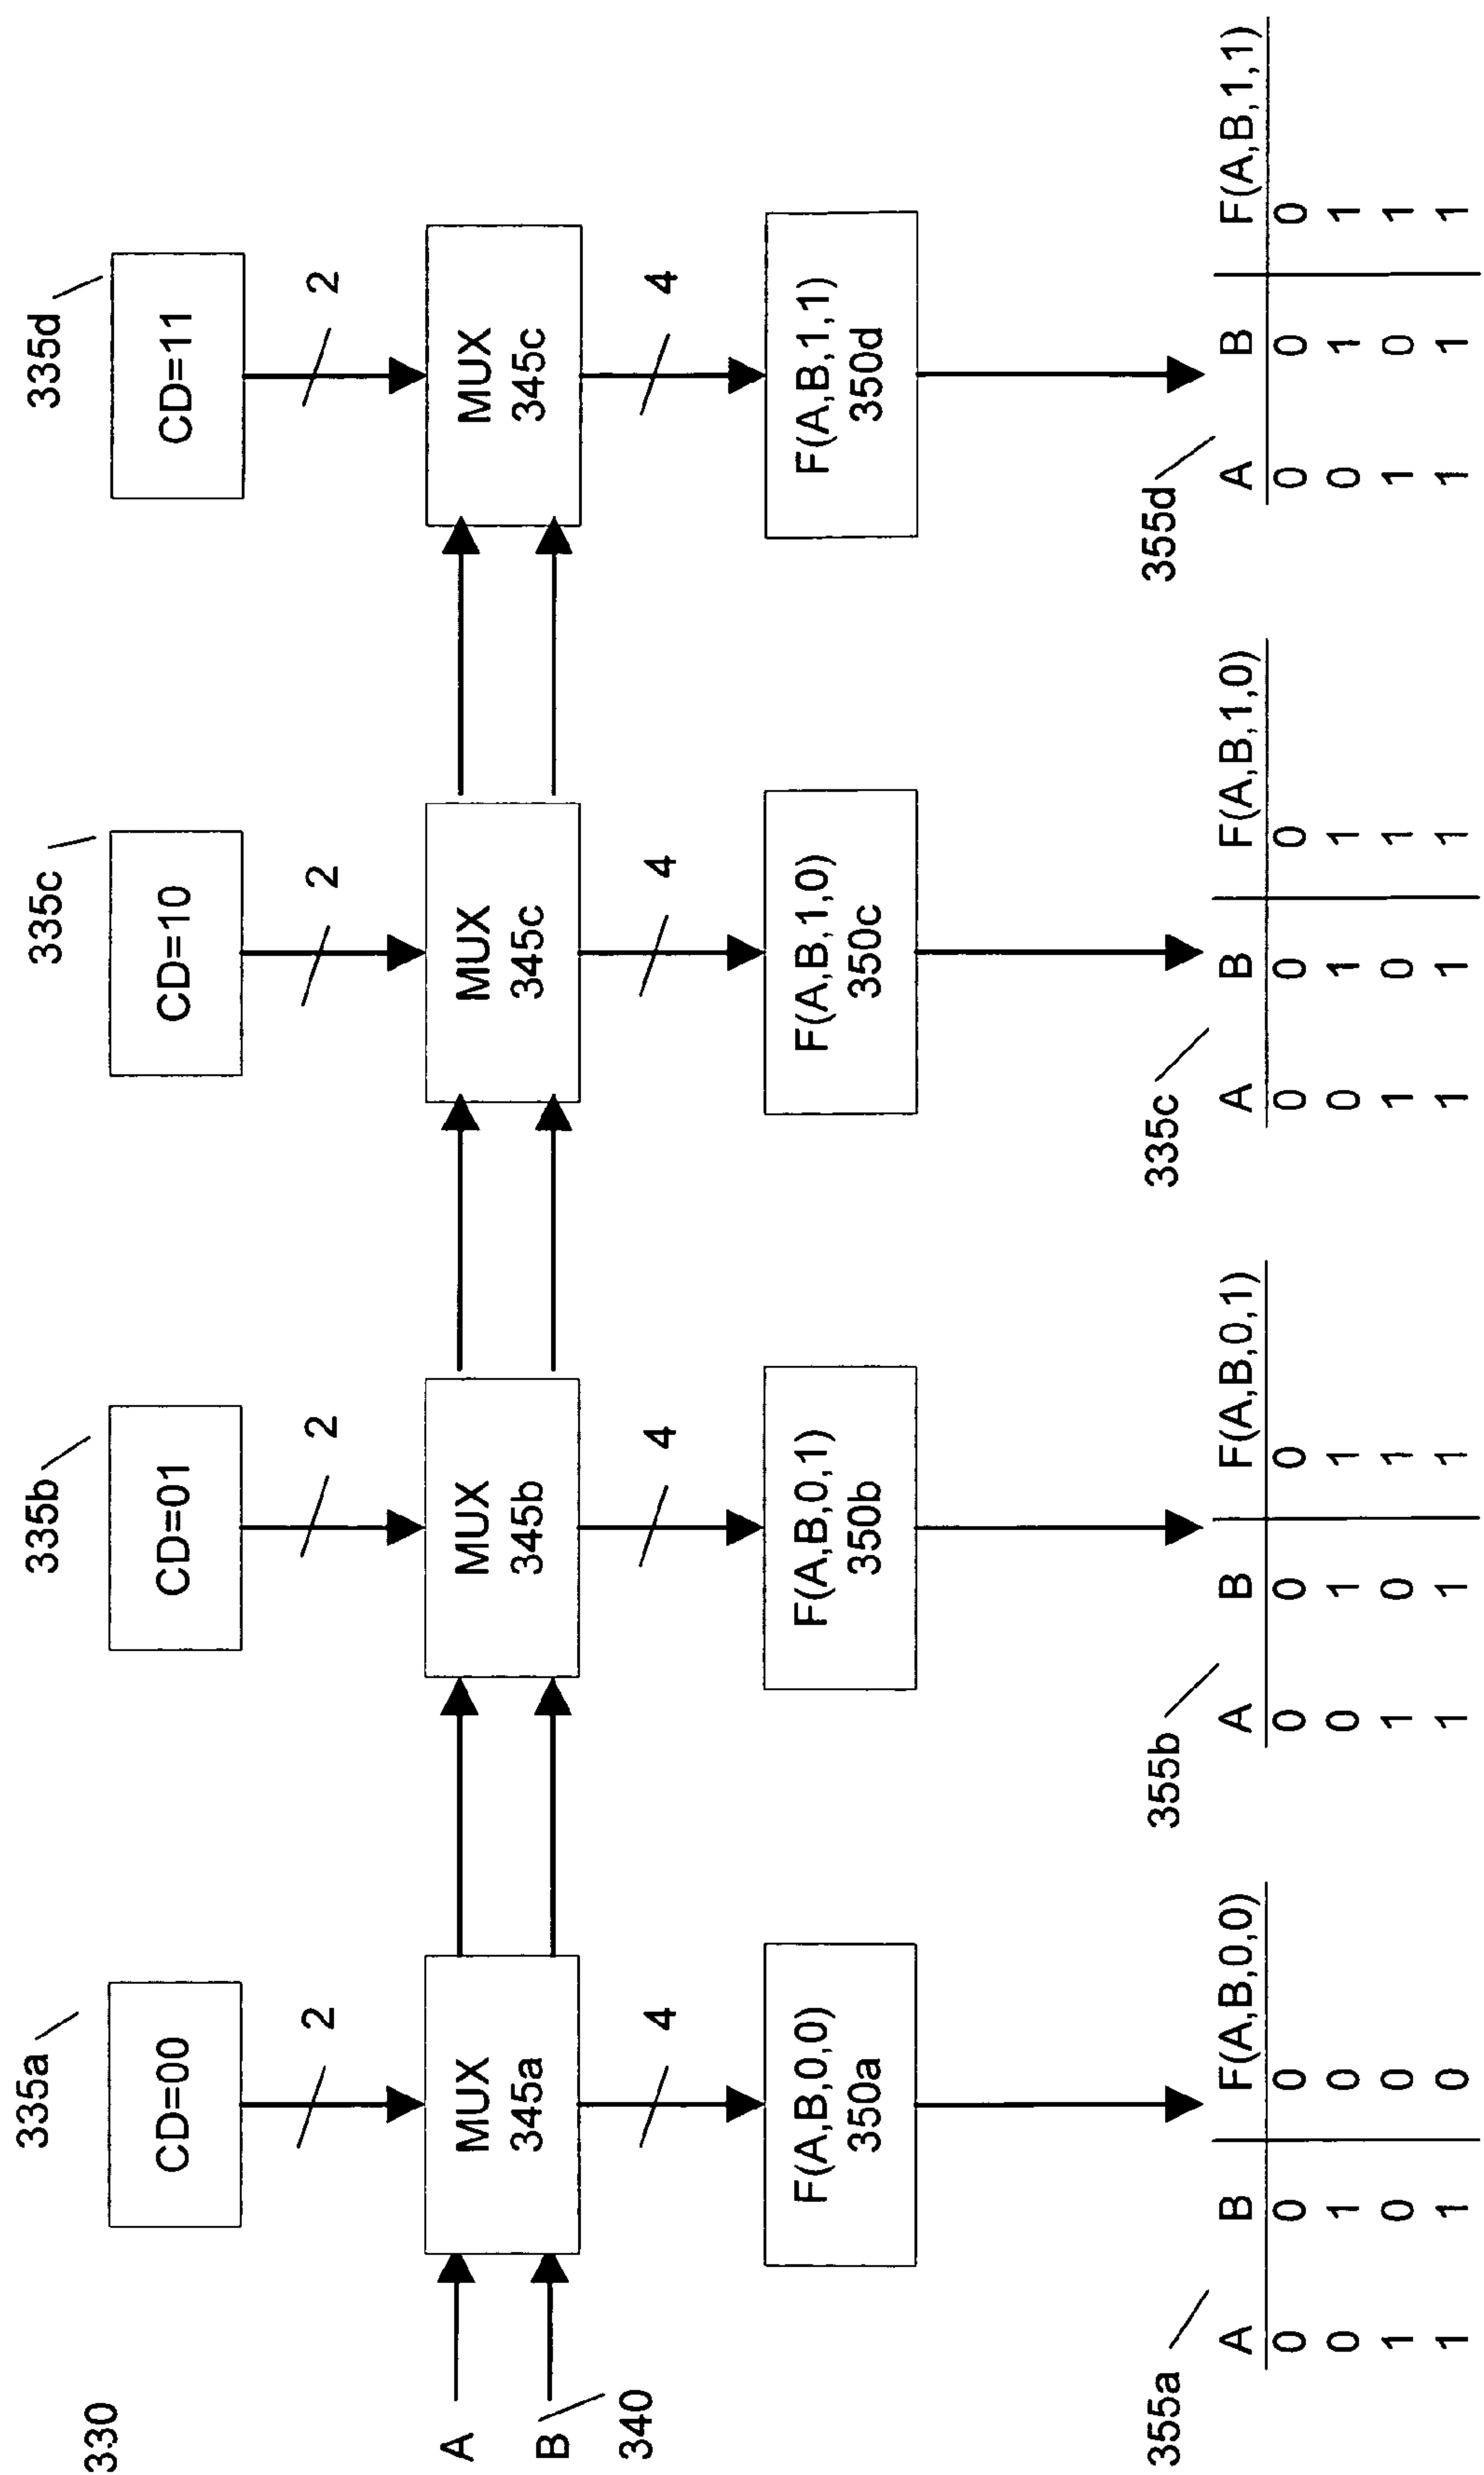 330
335a
335b
335c
335d
CD=00
CD=01
CD=10
CD=11
2
2
2
2
A
B
340
MUX
345a
MUX
345b
MUX
345c
MUX
345c
4
4
4
4
F(A,B,0,0)
350a
F(A,B,0,1)
350b
F(A,B,1,0)
350c
F(A,B,1,1)
350d
355a
A B F(A,B,0,0)
0 0 0
0 1 0
1 0 0
1 1 0
355b
A B F(A,B,0,1)
0 0 0
0 1 1
1 0 1
1 1 1
335c
A B F(A,B,1,0)
0 0 0
0 1 1
1 0 1
1 1 1
355d
A B F(A,B,1,1)
0 0 0
0 1 1
1 0 1
1 1 1